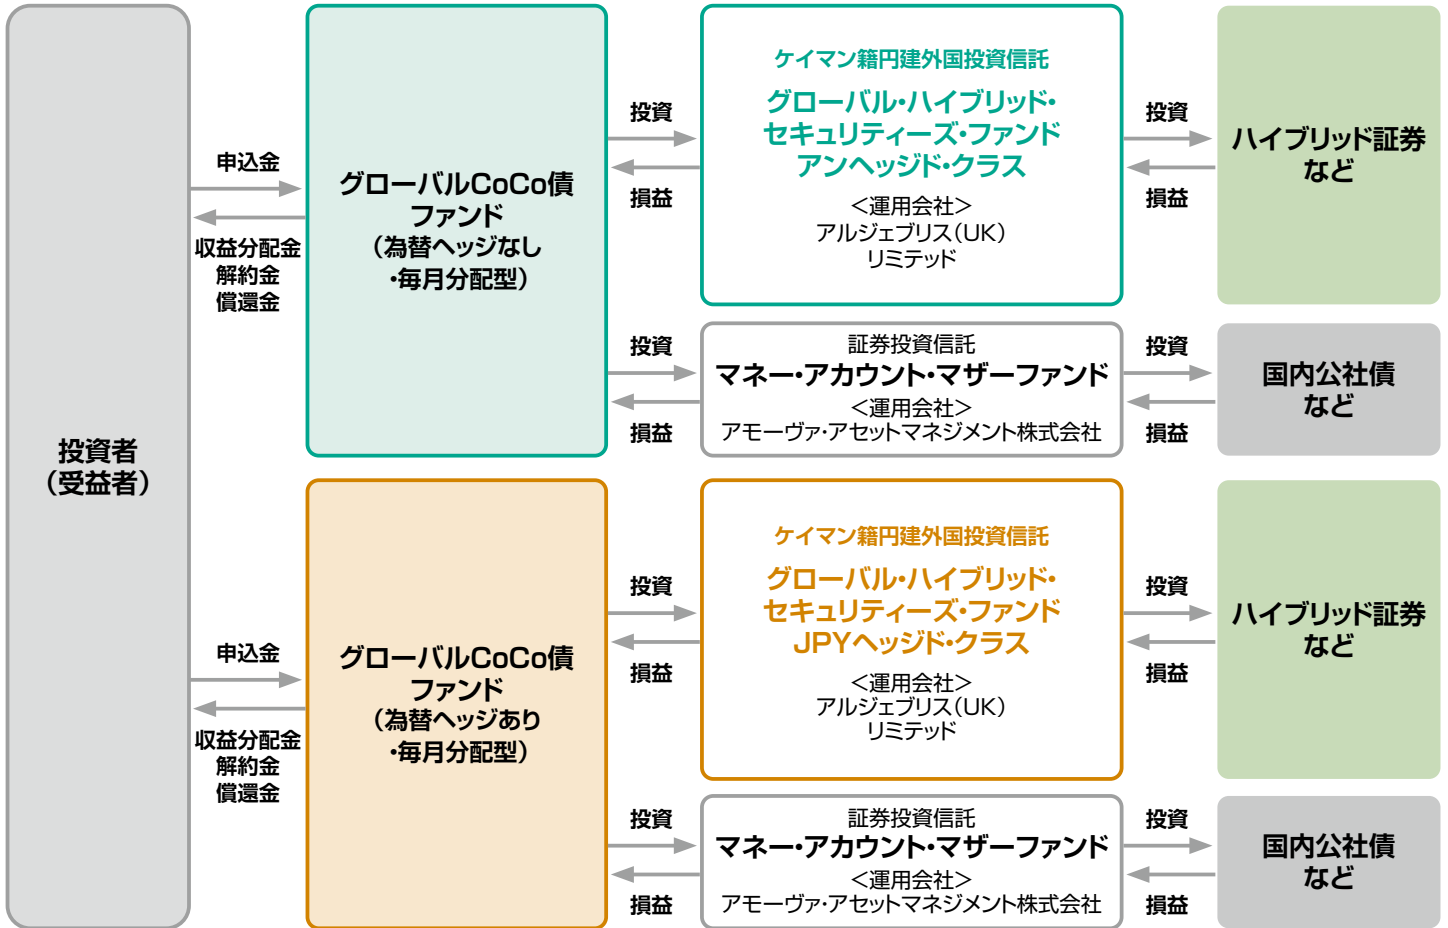 投資者
（受益者）
申込金
収益分配金
解約金
償還金
グローバルCoCo債
ファンド
（為替ヘッジなし
・毎月分配型）
投資
損益
ケイマン籍円建外国投資信託
グローバル・ハイブリッド・
セキュリティーズ・ファンド
アンヘッジド・クラス
＜運用会社＞
アルジェブリス(UK)
リミテッド
投資
損益
ハイブリッド証券
など
投資
損益
証券投資信託
マネー・アカウント・マザーファンド
＜運用会社＞
アモーヴァ・アセットマネジメント株式会社
投資
損益
国内公社債
など
申込金
収益分配金
解約金
償還金
グローバルCoCo債
ファンド
（為替ヘッジあり
・毎月分配型）
投資
損益
ケイマン籍円建外国投資信託
グローバル・ハイブリッド・
セキュリティーズ・ファンド
JPYヘッジド・クラス
＜運用会社＞
アルジェブリス(UK)
リミテッド
投資
損益
ハイブリッド証券
など
投資
損益
証券投資信託
マネー・アカウント・マザーファンド
＜運用会社＞
アモーヴァ・アセットマネジメント株式会社
投資
損益
国内公社債
など